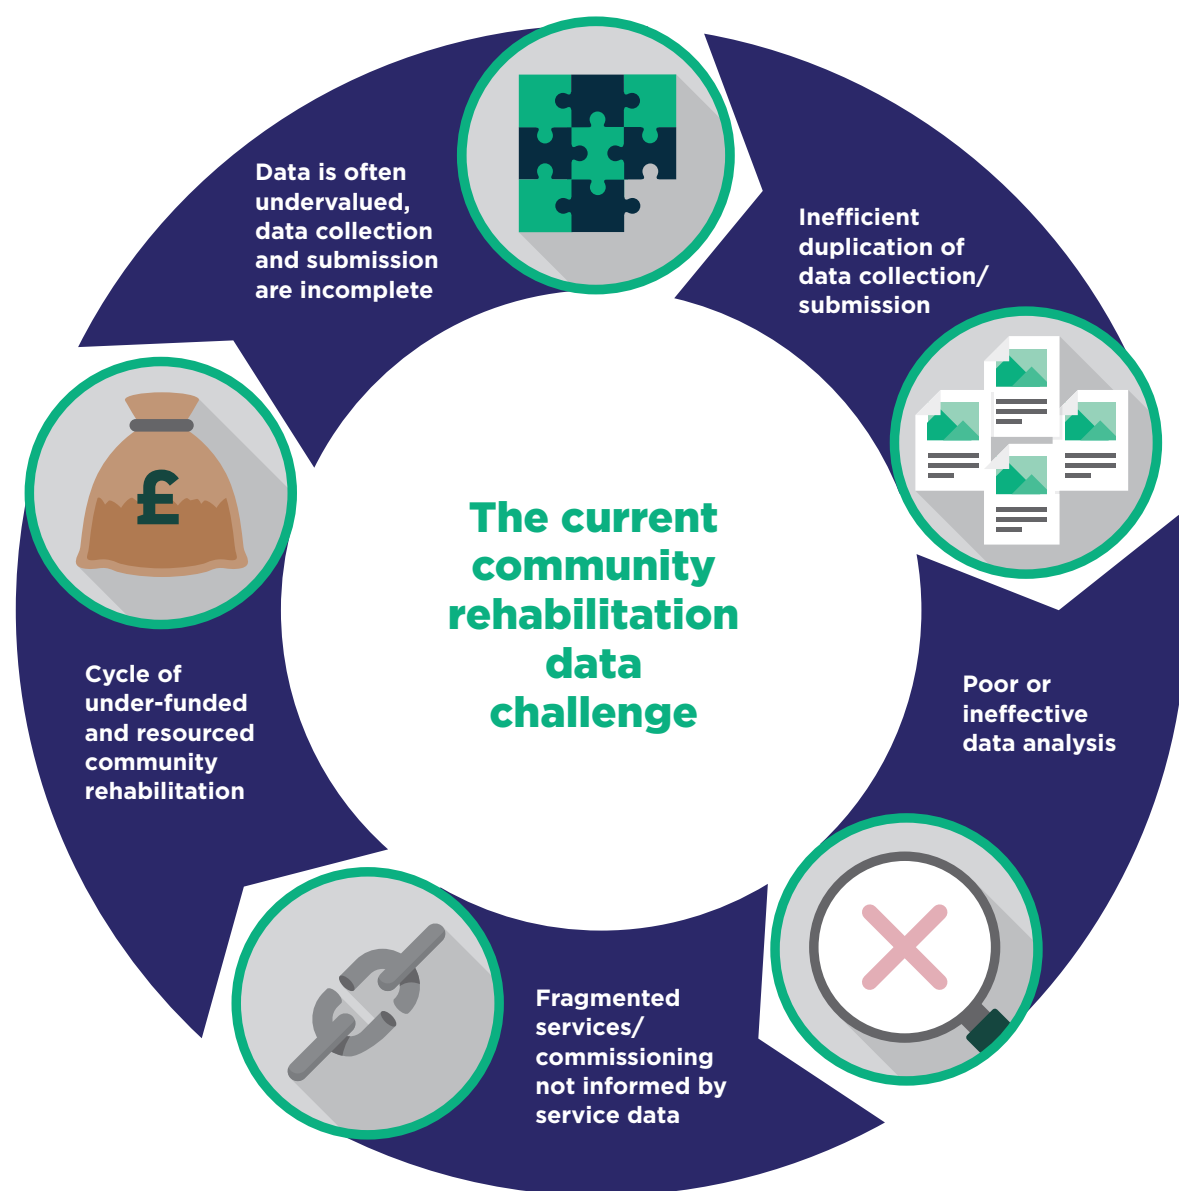 Data is often
undervalued,
data collection
and submission
are incomplete
Inefficient
duplication of
data collection/
submission
Poor or
ineffective
data analysis
Fragmented
services/
commissioning
not informed by
service data
Cycle of
under-funded
and resourced
community
rehabilitation
£
The current
community
rehabilitation
data
challenge